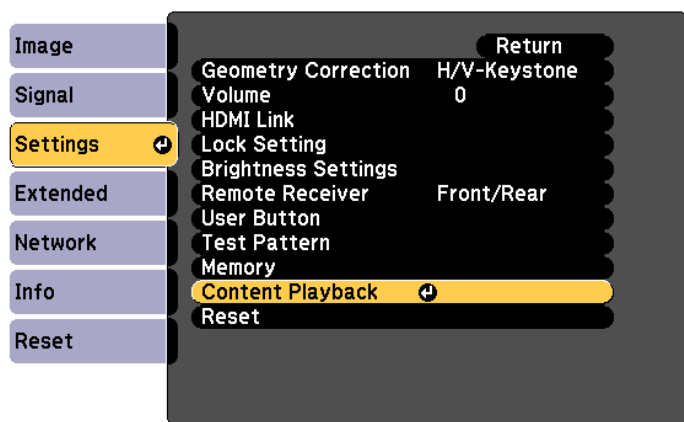 Image
Signal
Settings
Extended
Network
Info
Reset
Return
Geometry Correction H/V-Keystone
Volume 0
HDMI Link
Lock Setting
Brightness Settings
Remote Receiver Front/Rear
User Button
Test Pattern
Memory
Content Playback
Reset